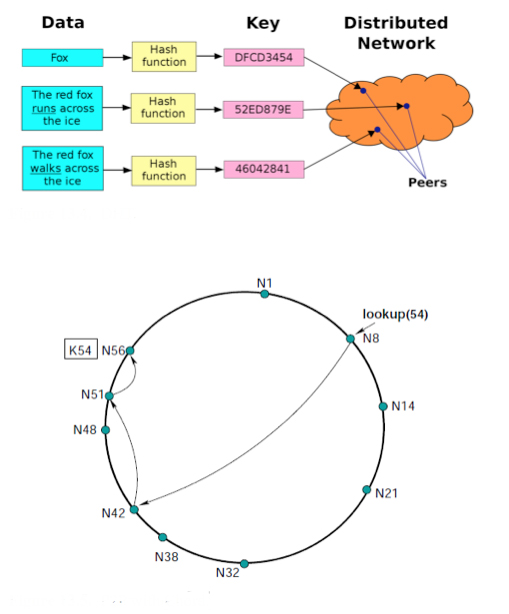 Data
Key
Distributed
Network
Fox
Hash
function
DFCD3454
The red fox
runs across
the ice
Hash
function
52ED879E
The red fox
walks across
the ice
Hash
function
46042841
Peers
N1
lookup(54)
N8
K54
N56
N51
N14
N48
N21
N42
N38
N32